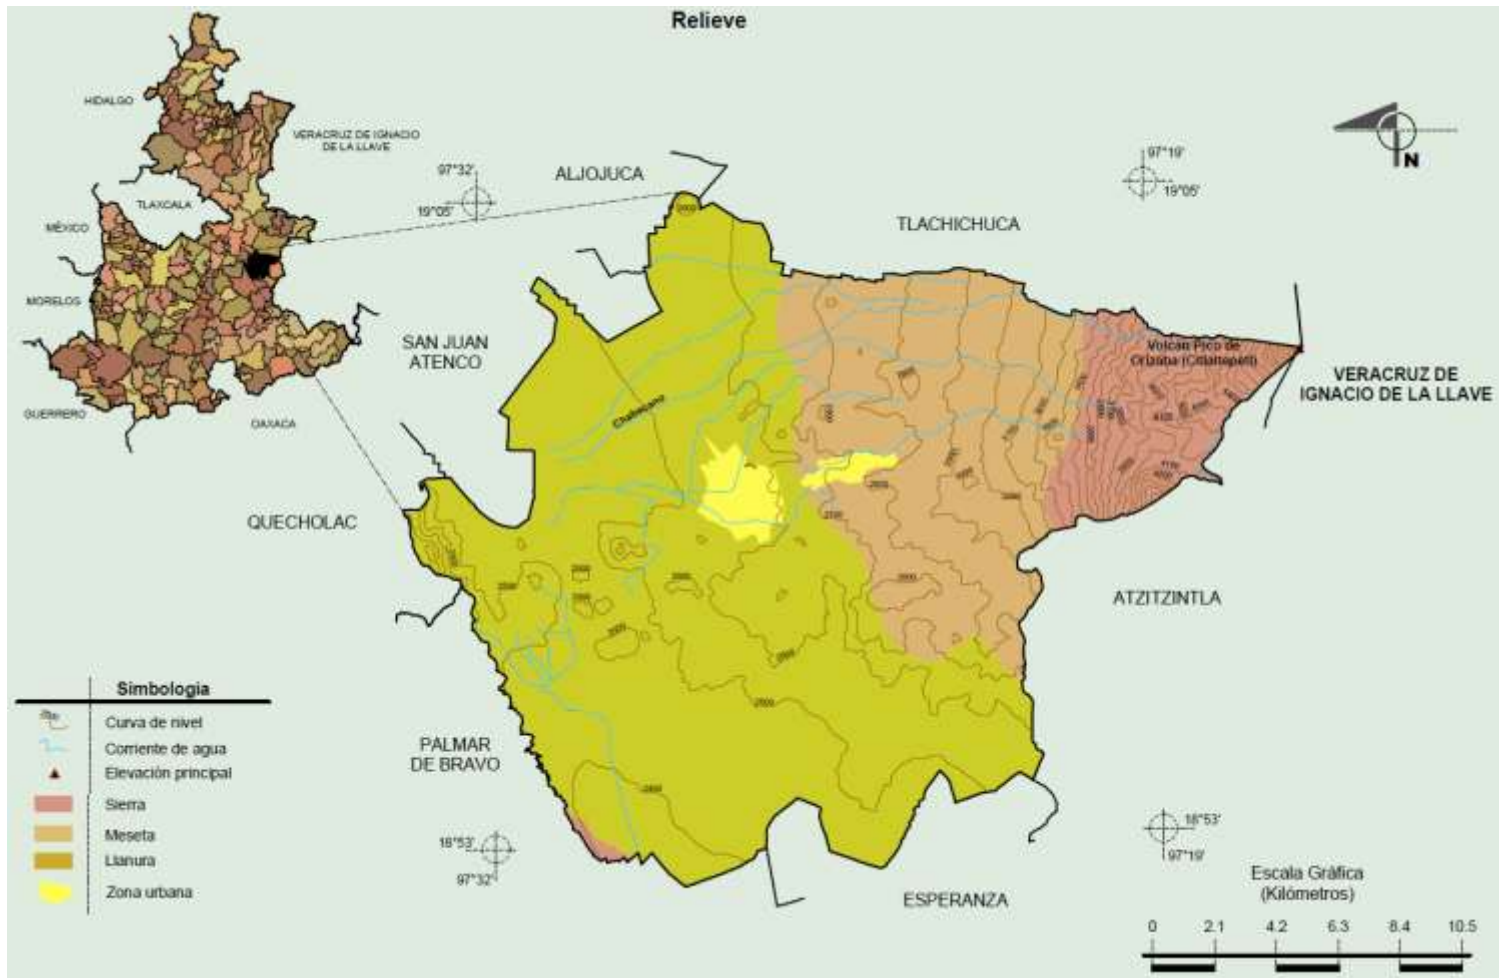 Relieve
HIDALGO
VERACRUZ DE IGNACIO
DE LA LLAVE
TLAXCALA
MÉXICO
MORELOS
GUERRERO
OAXACA
97°32'
19°05'
ALJOJUCA
97°19'
19°05'
N
TLACHICHUCA
SAN JUAN
ATENCO
Volcán Pico de
Orizaba (Citlaltépetl)
VERACRUZ DE
IGNACIO DE LA LLAVE
QUECHOLAC
ATZITZINTLA
PALMAR
DE BRAVO
ESPERANZA
18°53'
97°32'
18°53'
97°19'
Simbología
Curva de nivel
Corriente de agua
Elevación principal
Sierra
Meseta
Llanura
Zona urbana
Escala Gráfica
(Kilómetros)
0 2.1 4.2 6.3 8.4 10.5